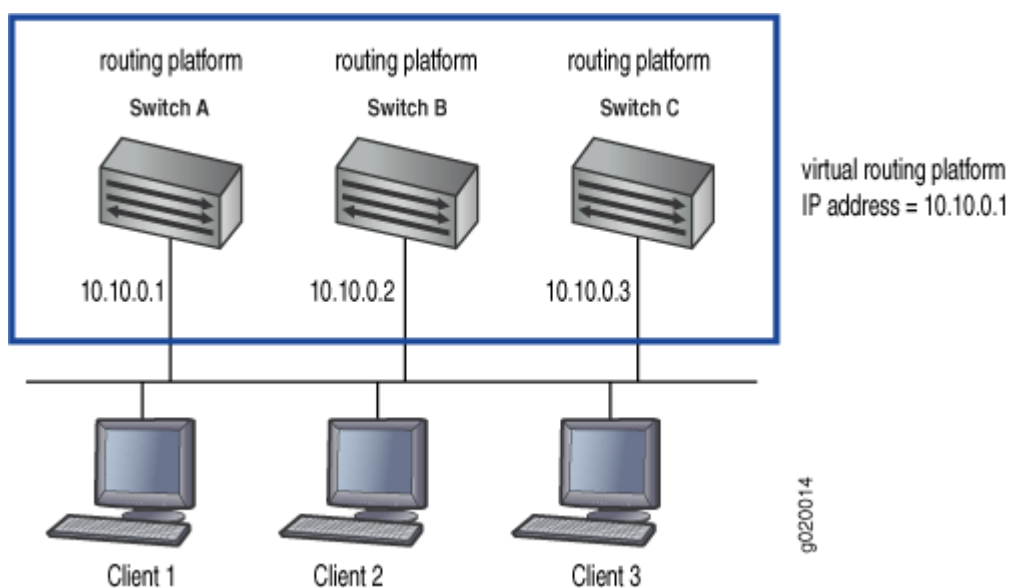 routing platform
routing platform
routing platform
Switch A
Switch B
Switch C
virtual routing platform
IP address = 10.10.0.1
10.10.0.1
10.10.0.2
10.10.0.3
Client 1
Client 2
Client 3
g020014